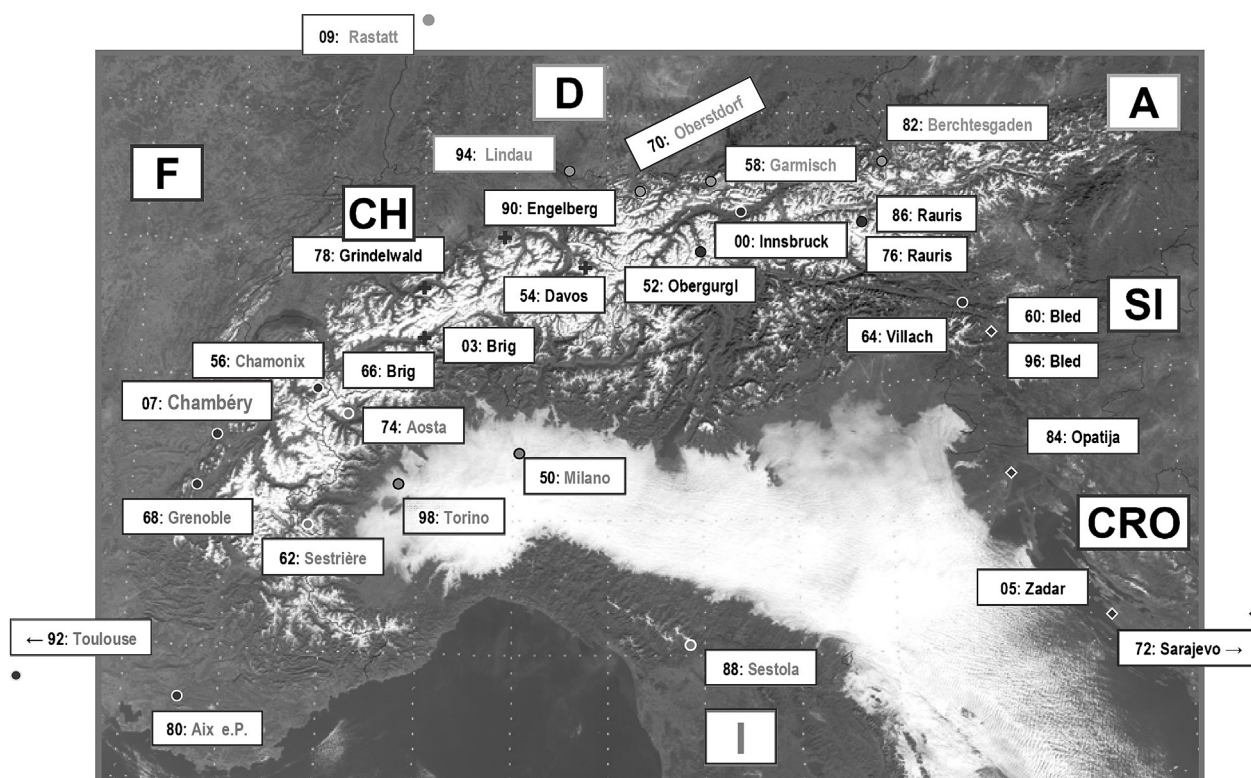 09: Rastatt
D
A
70: Oberstdorf
82: Berchtesgaden
94: Lindau
58: Garmisch
F
CH
90: Engelberg
86: Rauris
00: Innsbruck
78: Grindelwald
76: Rauris
54: Davos
52: Obergurgl
SI
60: Bled
64: Villach
03: Brig
56: Chamonix
66: Brig
96: Bled
07: Chambéry
74: Aosta
84: Opatija
50: Milano
68: Grenoble
98: Torino
CRO
62: Sestrière
05: Zadar
← 92: Toulouse
72: Sarajevo →
88: Sestola
80: Aix e.P.
I